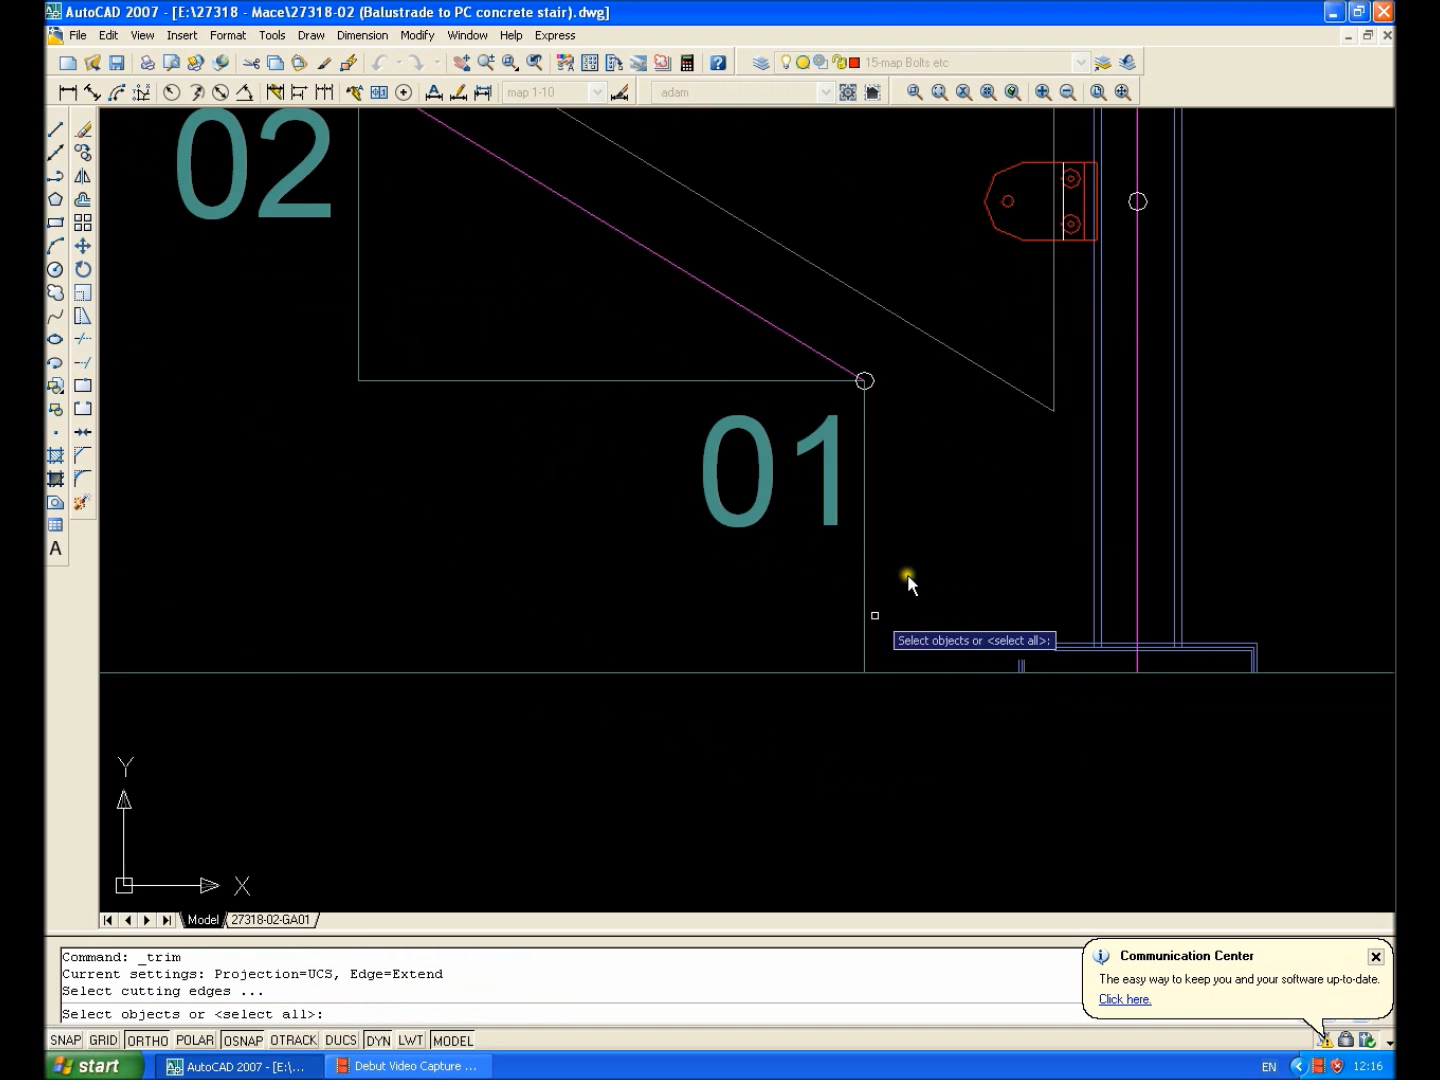 AutoCAD 2007 - [E:\27318 - Mace\27318-02 (Balustrade to PC concrete stair).dwg]
File Edit View Insert Format Tools Draw Dimension Modify Window Help Express
15-map Bolts etc
map 1-10
adam
A
02
01
Select objects or <select all>:
Y
X
Model
27318-02-GA01
Command: _trim
Current settings: Projection=UCS, Edge=Extend
Select cutting edges ...
Select objects or <select all>:
Communication Center
The easy way to keep you and your software up-to-date.
Click here.
SNAP GRID ORTHO POLAR OSNAP OTRACK DUCS DYN LWT MODEL
start
AutoCAD 2007 - [E:\...
Debut Video Capture ...
EN
12:16